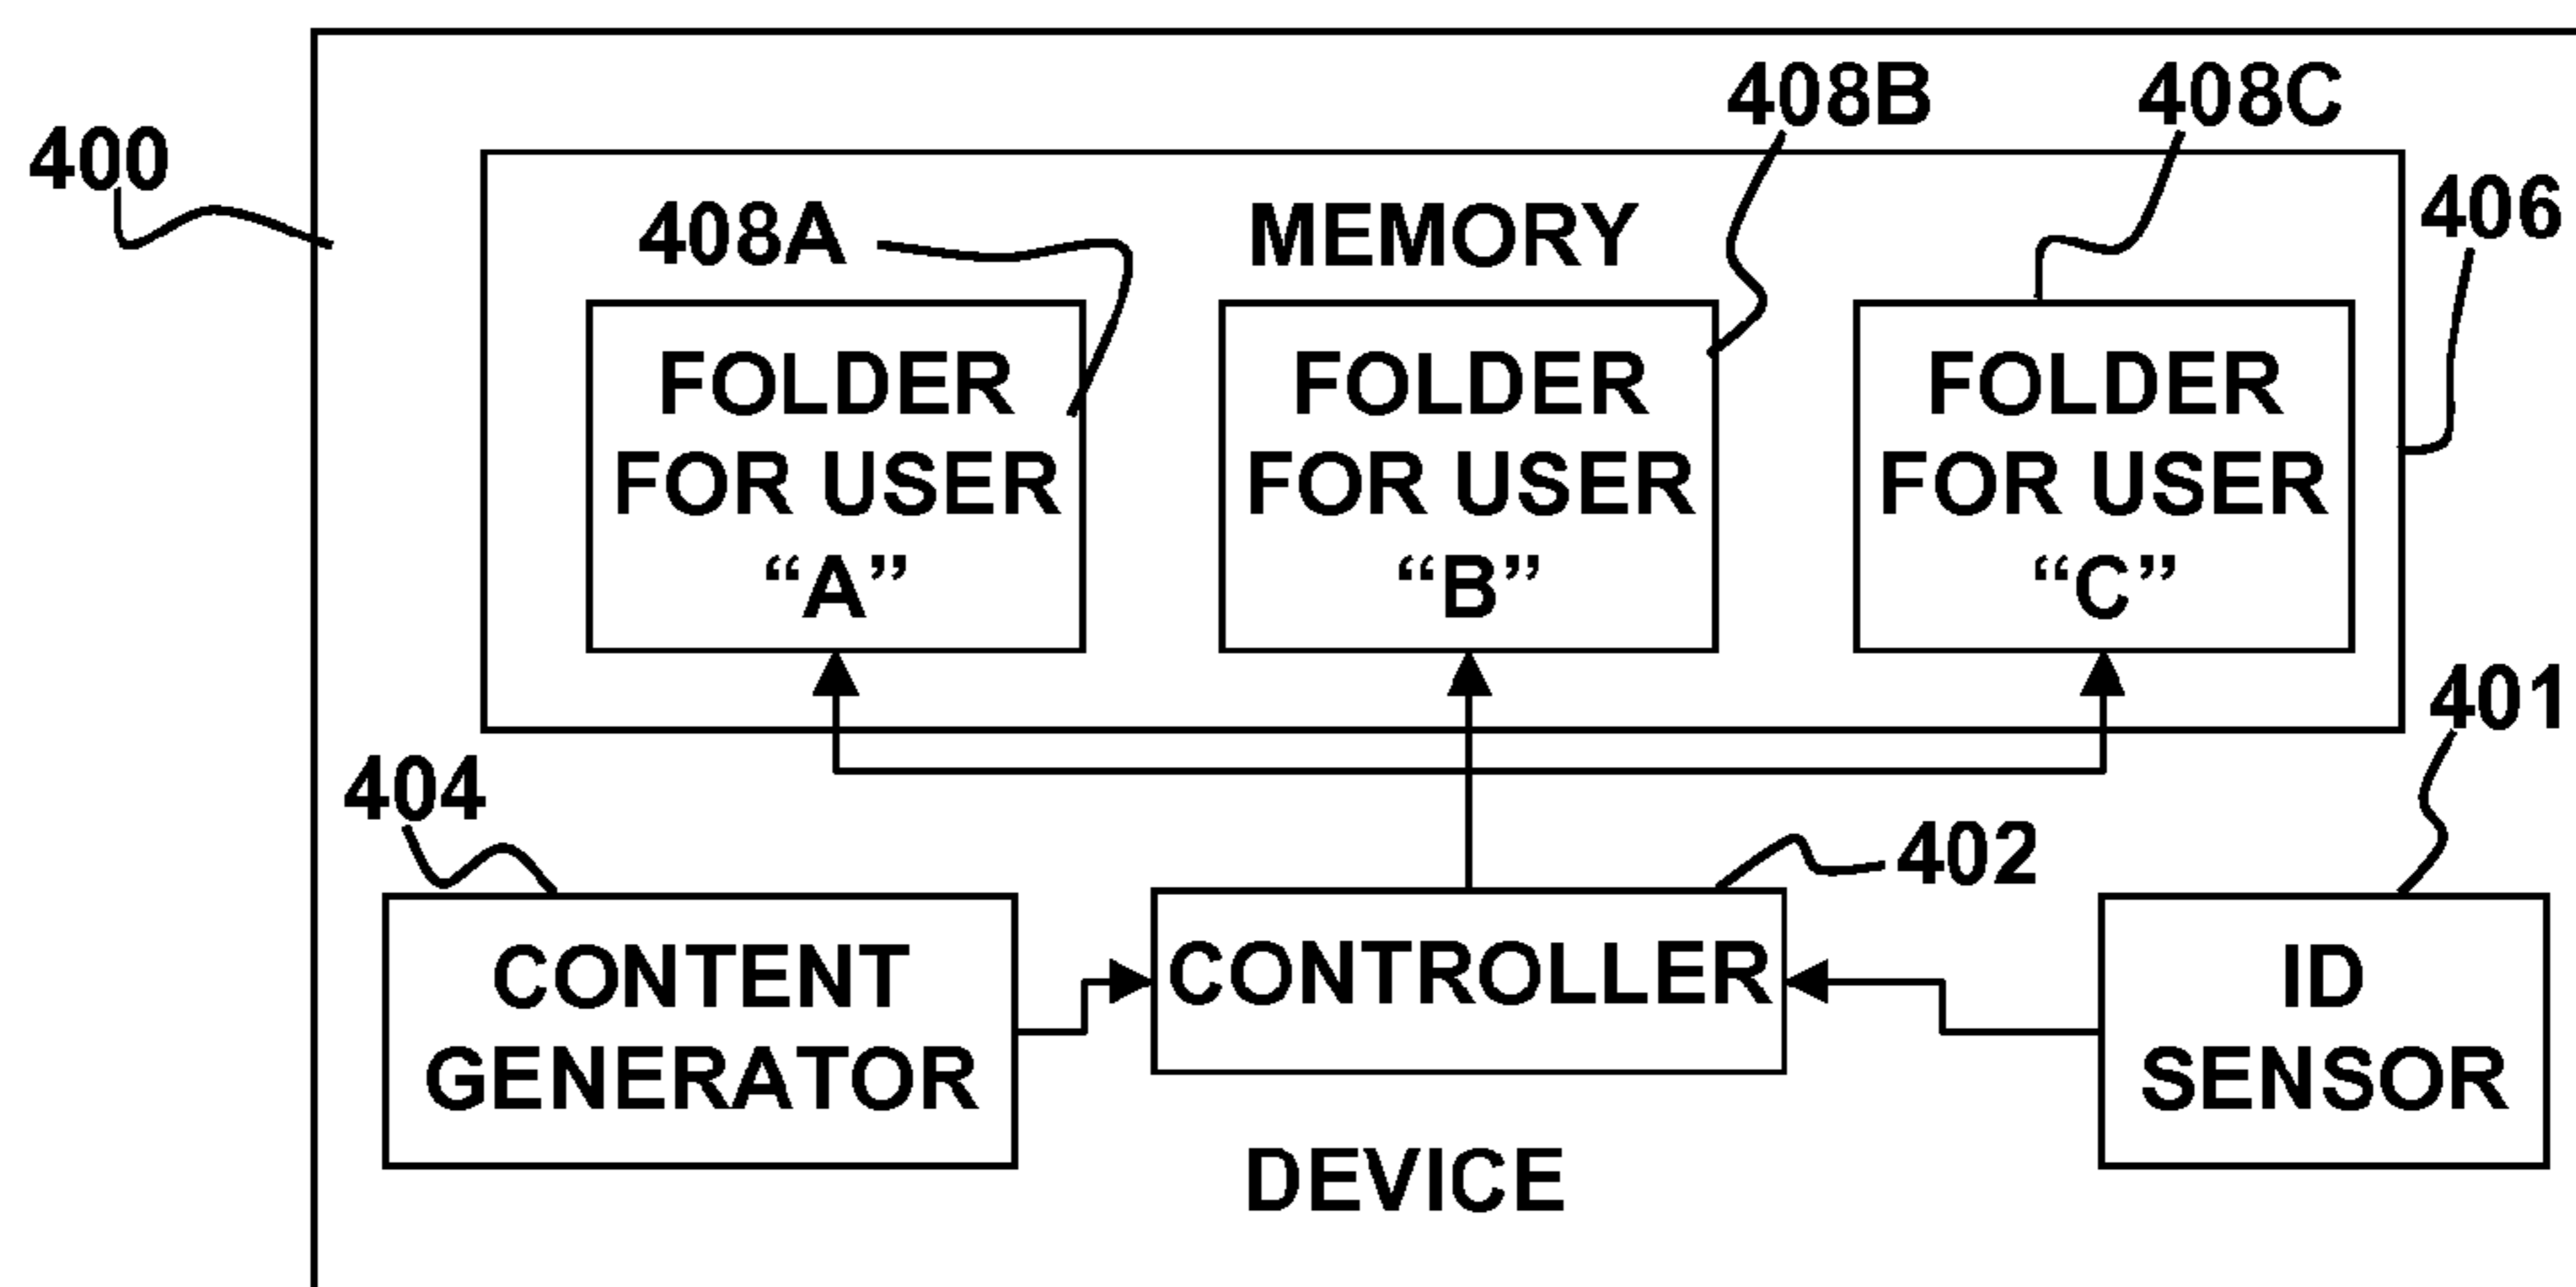 408B
408C
400
406
408A
MEMORY
FOLDER
FOR USER
“A”
FOLDER
FOR USER
“B”
FOLDER
FOR USER
“C”
401
404
402
CONTENT
GENERATOR
CONTROLLER
ID
SENSOR
DEVICE